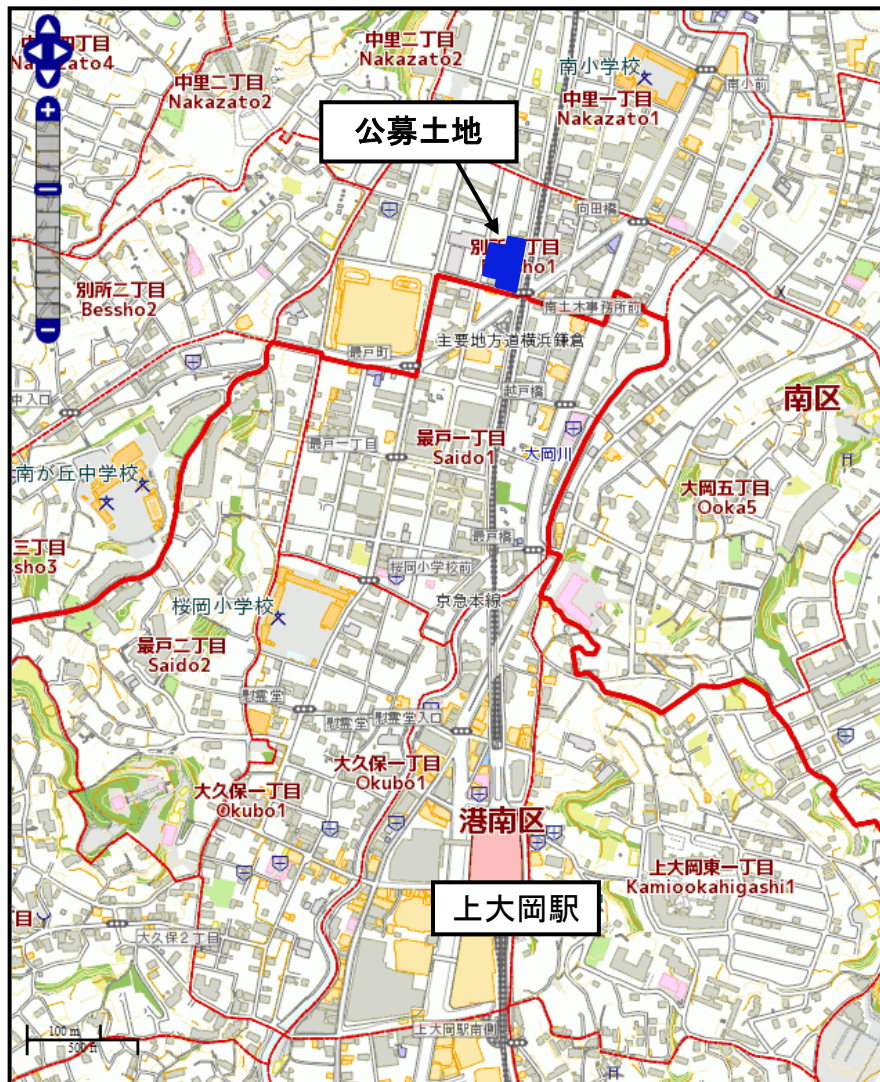 中里二丁目
Nakazato2
Nakazato4
中里二丁目
Nakazato2
南小学校
中里一丁目
Nakazato1
南小前
公募土地
向田橋
別所二丁目
Bessho2
南土木事務所前
主要地方道横浜鎌倉
最戸町
越戸橋
南区
最戸一丁目
最戸一丁目
Saido1
大岡川
南が丘中学校
大岡五丁目
Ooka5
三丁目
sho3
最戸橋
桜岡小学校前
桜岡小学校
京急本線
最戸二丁目
Saido2
慰霊堂
慰霊堂
慰霊堂入口
大久保一丁目
Okubo1
大久保一丁目
Okubo1
港南区
上大岡東一丁目
Kamiookahigashi1
上大岡駅
大久保2丁目
上大岡駅南側
100 m
500 ft